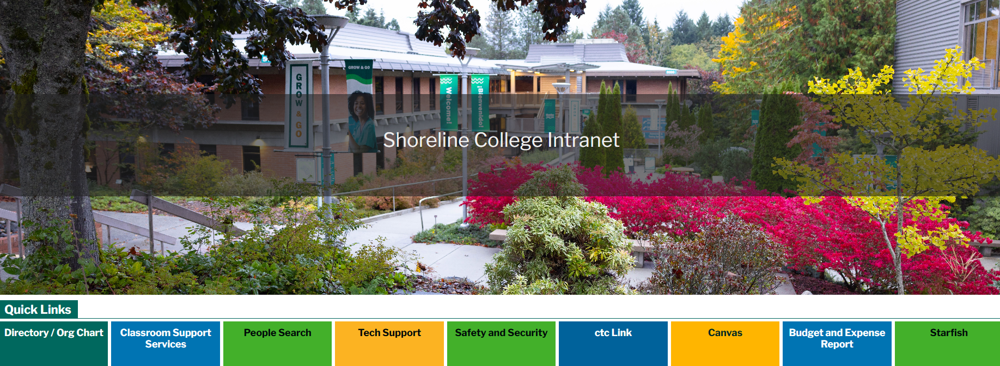 GROW & GO
GROW & GO
Welcome!
¡Bienvenido!
Shoreline College Intranet
Quick Links
Directory / Org Chart
Classroom Support
Services
People Search
Tech Support
Safety and Security
ctc Link
Canvas
Budget and Expense
Report
Starfish